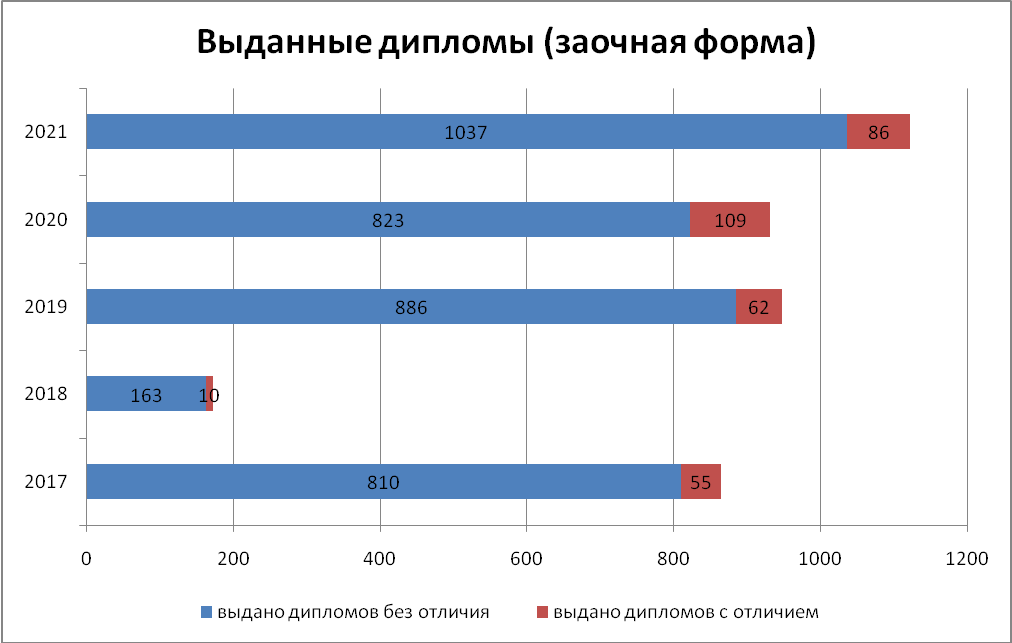 Выданные дипломы (заочная форма)
2021 1037 86
2020 823 109
2019 886 62
2018 163 10
2017 810 55
0 200 400 600 800 1000 1200
выдано дипломов без отличия выдано дипломов с отличием